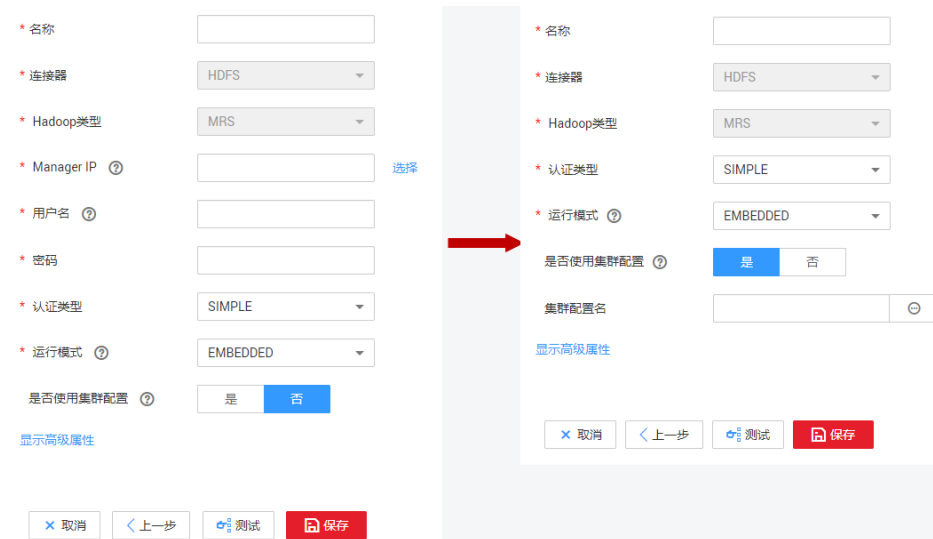 * 名称
* 连接器 HDFS
* Hadoop类型 MRS
* Manager IP ? 选择
* 用户名 ?
* 密码
* 认证类型 SIMPLE
* 运行模式 ? EMBEDDED
是否使用集群配置 ? 是 否
显示高级属性
取消 上一步 测试 保存
* 名称
* 连接器 HDFS
* Hadoop类型 MRS
* 认证类型 SIMPLE
* 运行模式 ? EMBEDDED
是否使用集群配置 ? 是 否
集群配置名
显示高级属性
取消 上一步 测试 保存